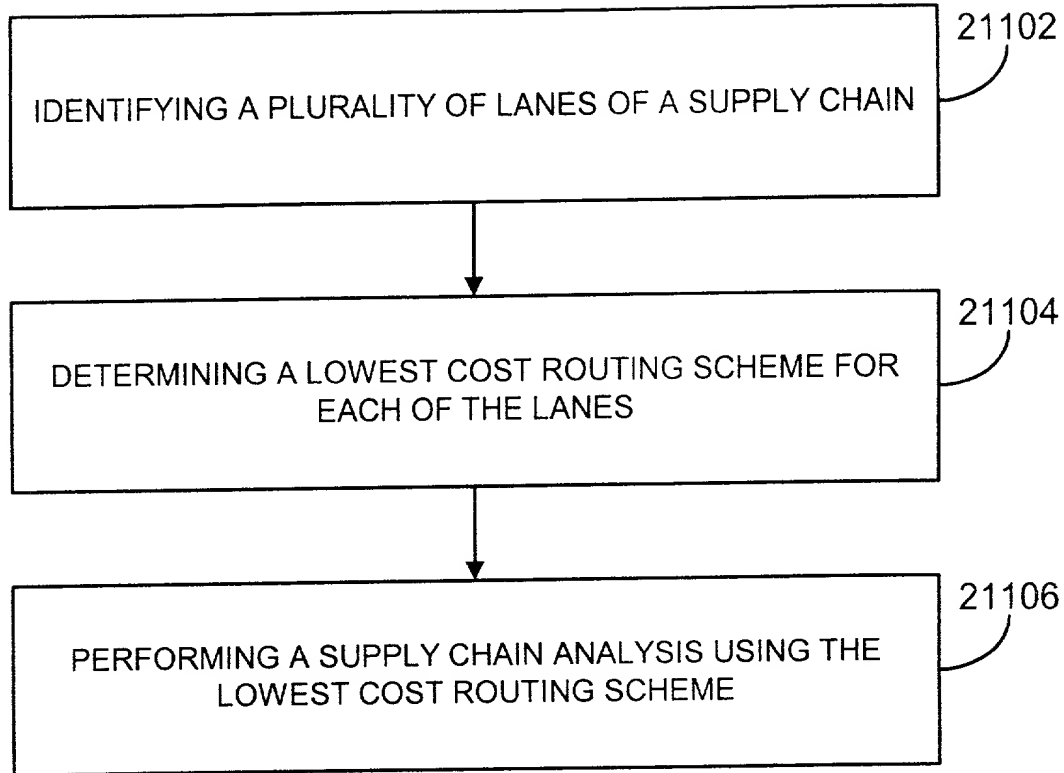 21102
IDENTIFYING A PLURALITY OF LANES OF A SUPPLY CHAIN
21104
DETERMINING A LOWEST COST ROUTING SCHEME FOR
EACH OF THE LANES
21106
PERFORMING A SUPPLY CHAIN ANALYSIS USING THE
LOWEST COST ROUTING SCHEME